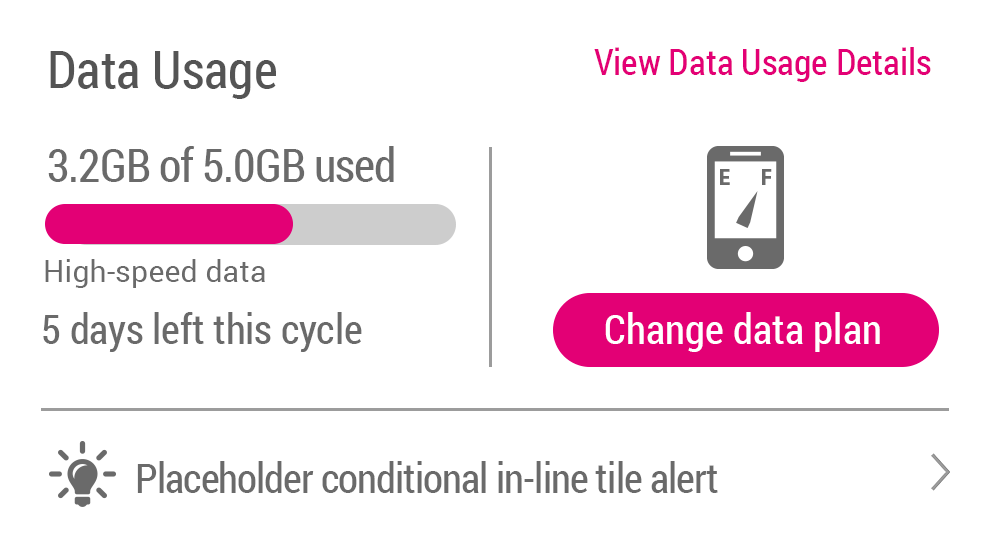 Data Usage
View Data Usage Details
3.2GB of 5.0GB used
High-speed data
5 days left this cycle
E F
Change data plan
Placeholder conditional in-line tile alert